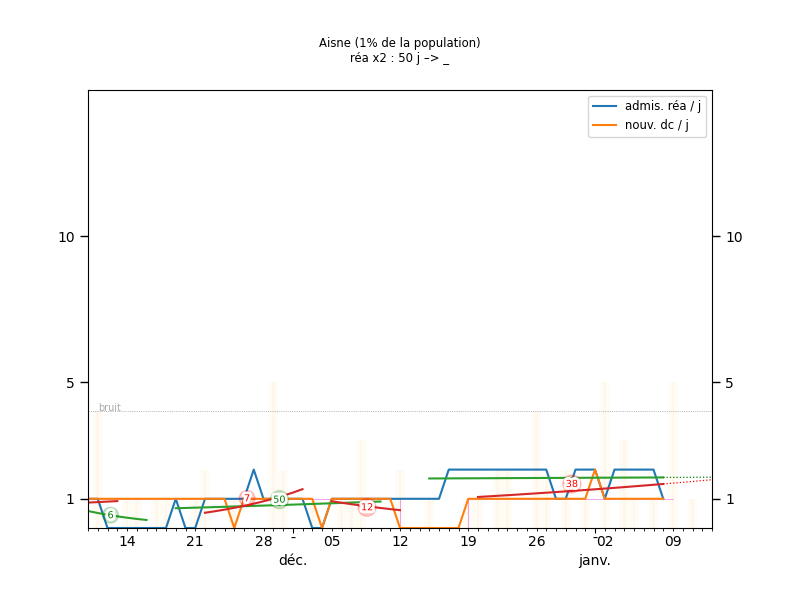 Aisne (1% de la population)
réa x2 : 50 j –> _
admis. réa / j
nouv. dc / j
10
10
5
5
bruit
1
1
6
7
50
12
38
14
21
28
05
12
19
26
02
09
déc.
janv.